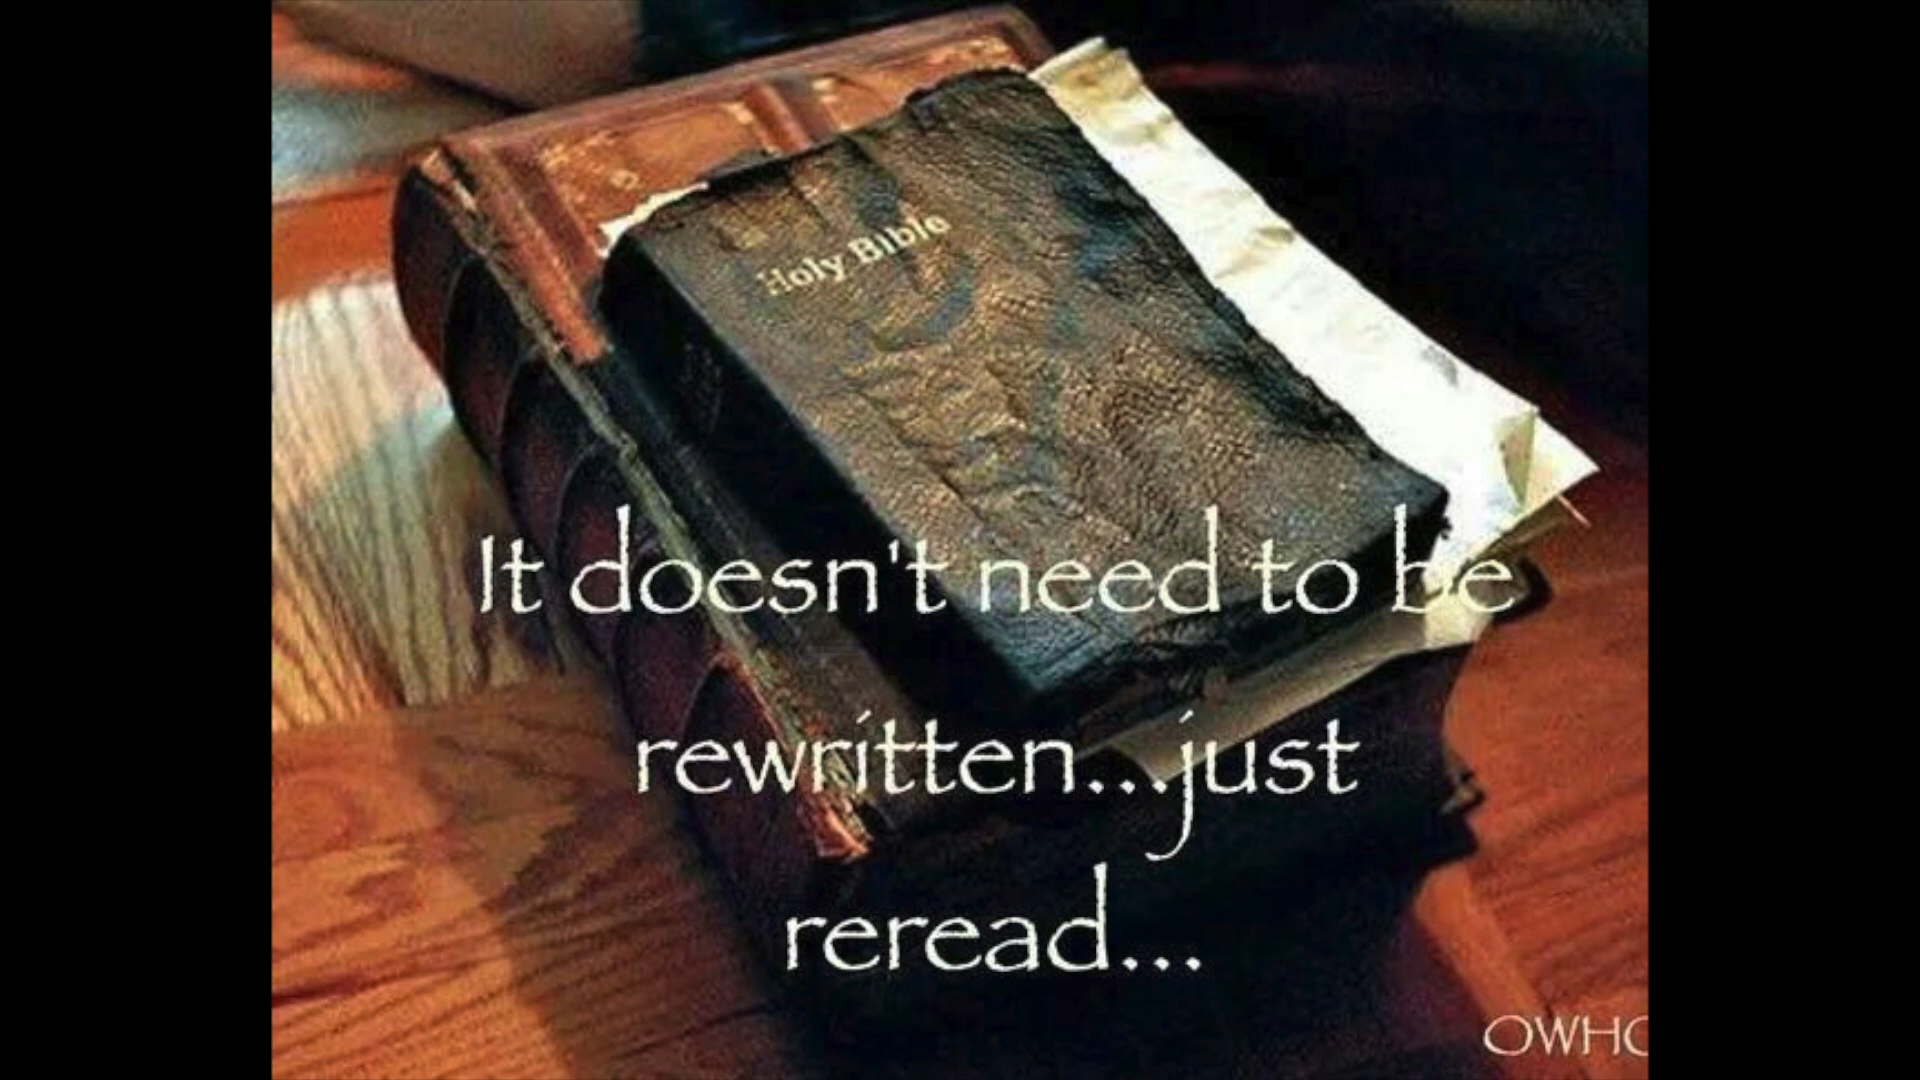 Holy Bible
It doesn't need to be
rewritten...just
reread...
OWHC